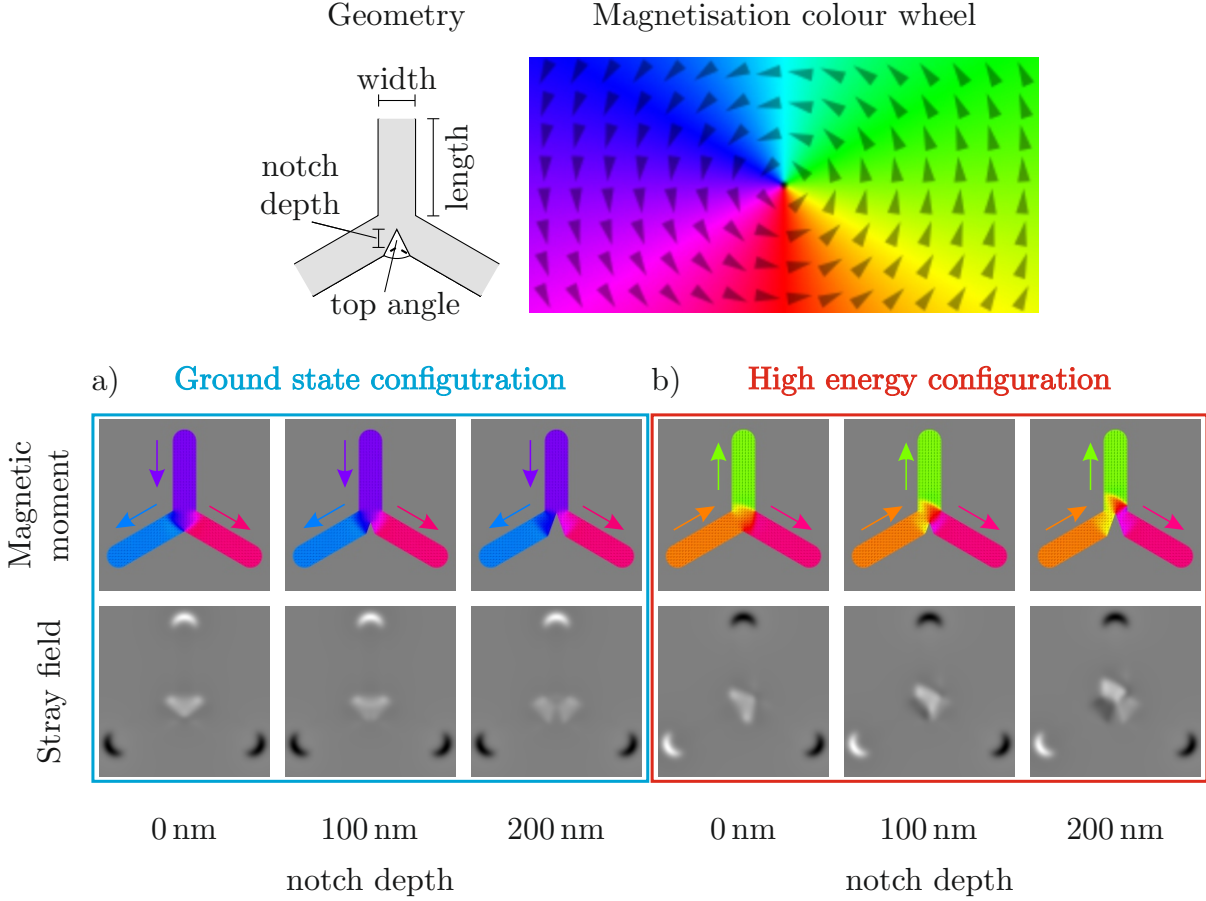 Geometry
Magnetisation colour wheel
width
length
notch
depth
top angle
a)
Ground state configutration
b)
High energy configuration
Magnetic
moment
Stray field
0 nm
100 nm
200 nm
0 nm
100 nm
200 nm
notch depth
notch depth